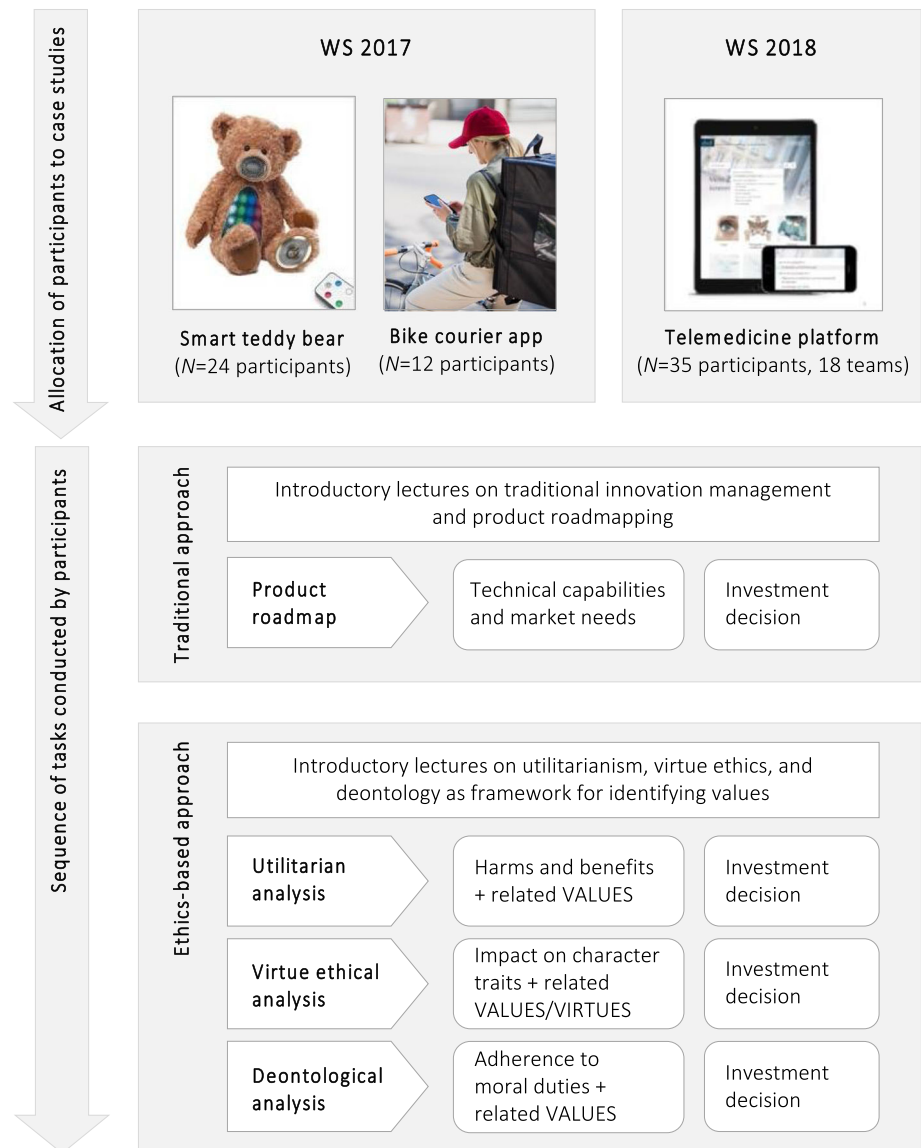 Allocation of participants to case studies
WS 2017
Smart teddy bear
(N=24 participants)
Bike courier app
(N=12 participants)
WS 2018
Telemedicine platform
(N=35 participants, 18 teams)
Sequence of tasks conducted by participants
Traditional approach
Introductory lectures on traditional innovation management
and product roadmapping
Product
roadmap
Technical capabilities
and market needs
Investment
decision
Ethics-based approach
Introductory lectures on utilitarianism, virtue ethics, and
deontology as framework for identifying values
Utilitarian
analysis
Harms and benefits
+ related VALUES
Investment
decision
Virtue ethical
analysis
Impact on character
traits + related
VALUES/VIRTUES
Investment
decision
Deontological
analysis
Adherence to
moral duties +
related VALUES
Investment
decision